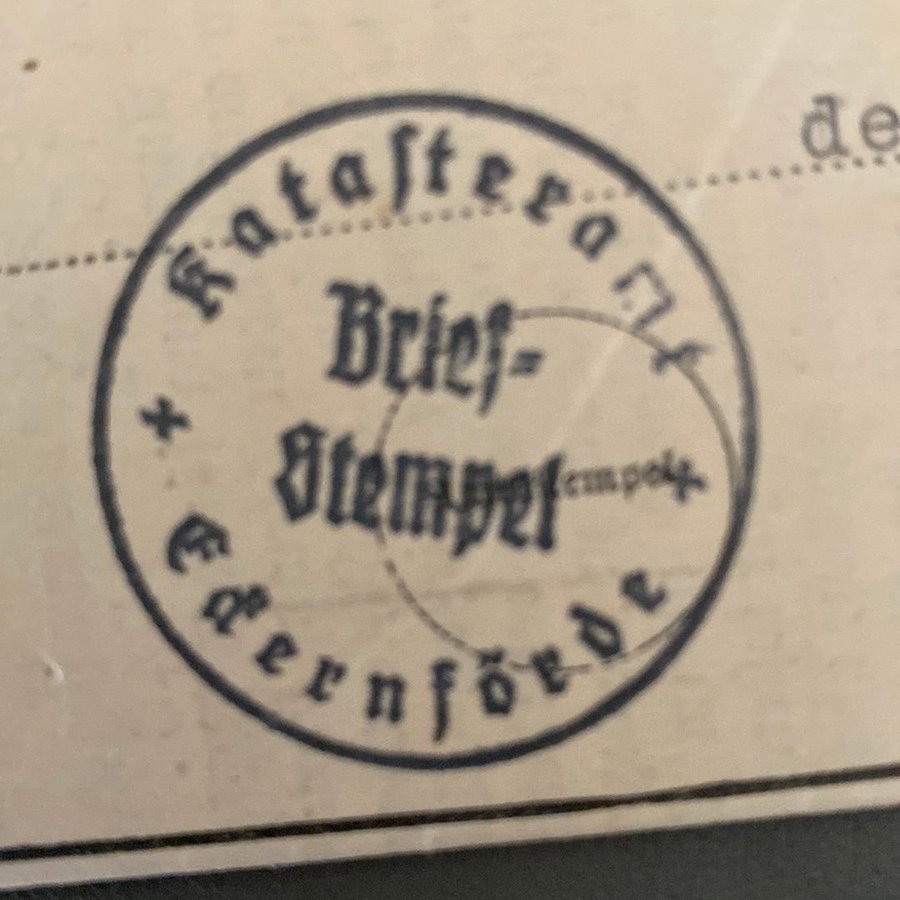 de
Katasteramt
Brief-
Stempel
Eckernförde